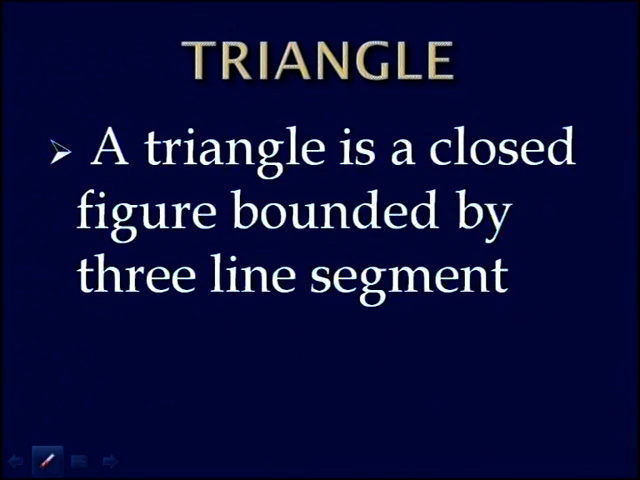 TRIANGLE
➢ A triangle is a closed
figure bounded by
three line segment